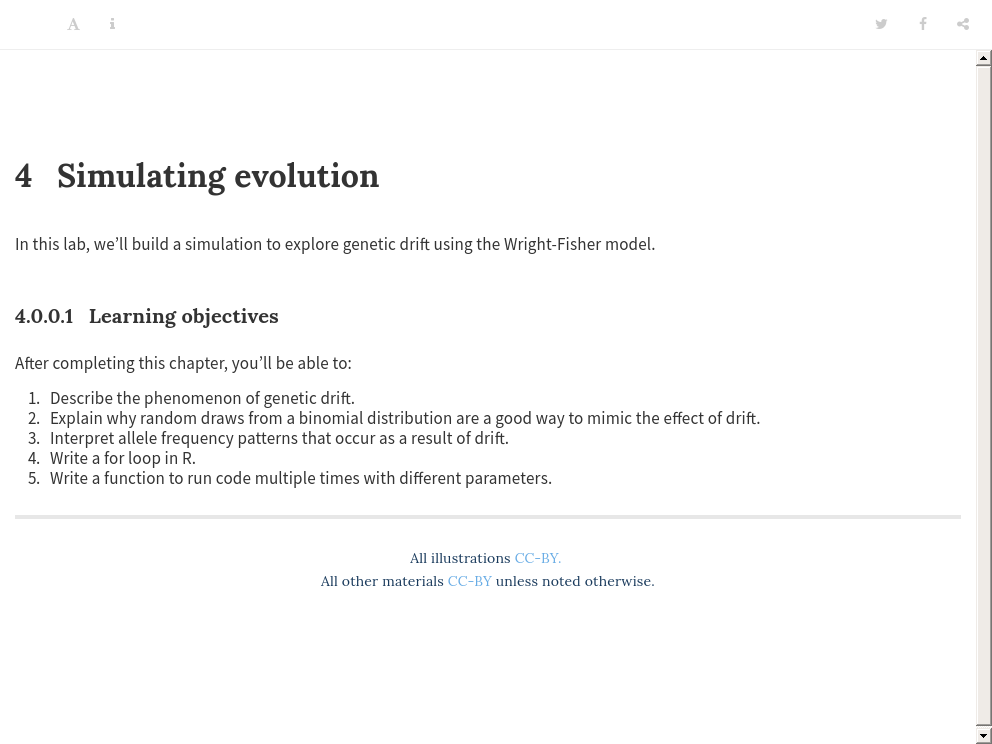 4 Simulating evolution
In this lab, we’ll build a simulation to explore genetic drift using the Wright-Fisher model.
4.0.0.1 Learning objectives
After completing this chapter, you’ll be able to:
1. Describe the phenomenon of genetic drift.
2. Explain why random draws from a binomial distribution are a good way to mimic the effect of drift.
3. Interpret allele frequency patterns that occur as a result of drift.
4. Write a for loop in R.
5. Write a function to run code multiple times with different parameters.
All illustrations CC-BY.
All other materials CC-BY unless noted otherwise.